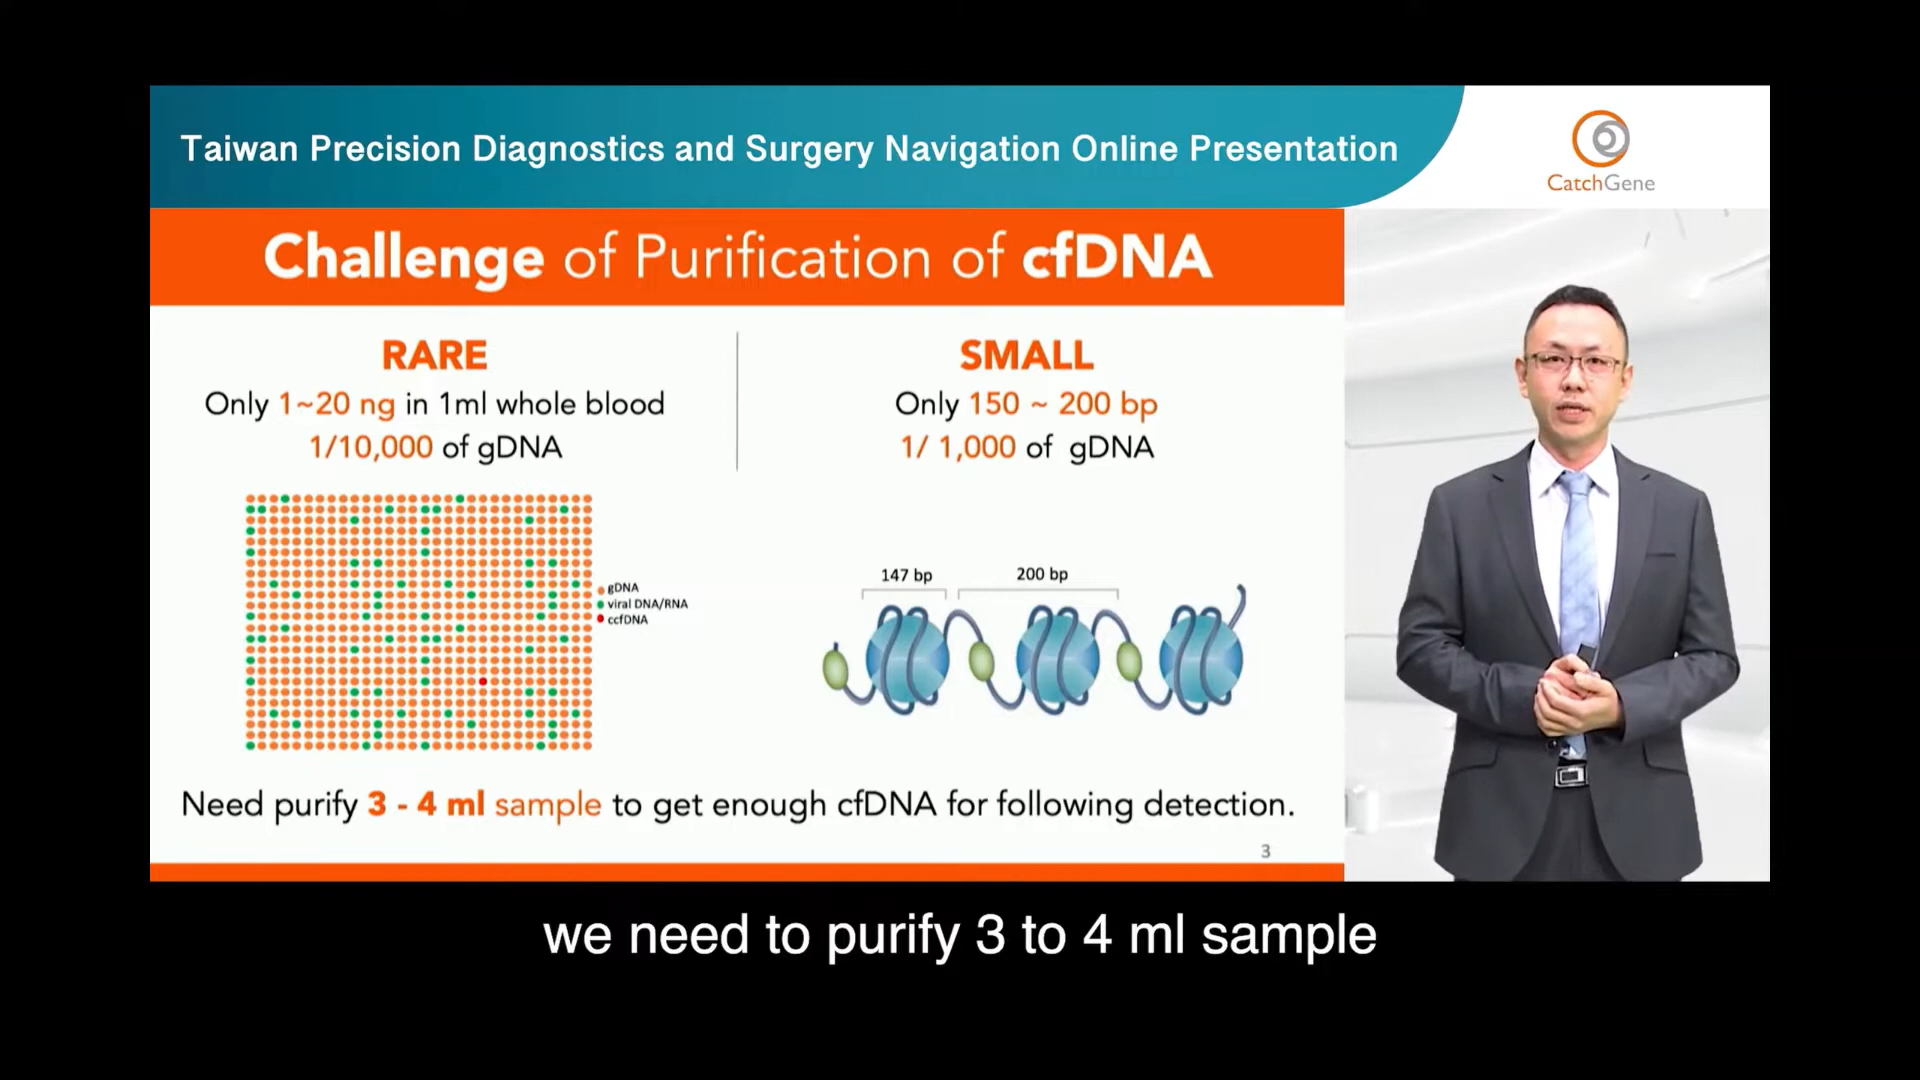 Taiwan Precision Diagnostics and Surgery Navigation Online Presentation
CatchGene
Challenge of Purification of cfDNA
RARE
Only 1~20 ng in 1ml whole blood
1/10,000 of gDNA
SMALL
Only 150 ~ 200 bp
1/ 1,000 of gDNA
gDNA
viral DNA/RNA
ccfDNA
147 bp
200 bp
Need purify 3 - 4 ml sample to get enough cfDNA for following detection.
3
we need to purify 3 to 4 ml sample